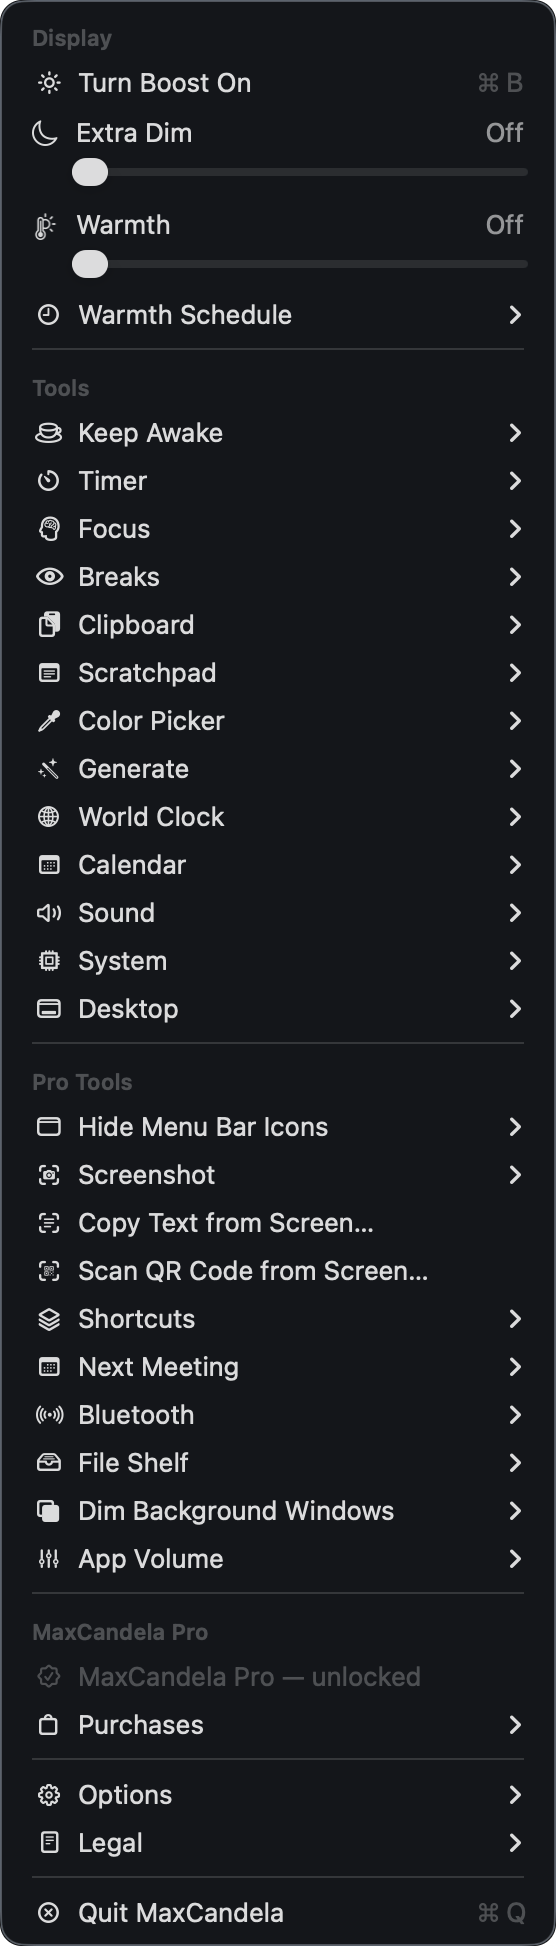 Display
Turn Boost On ⌘ B
Extra Dim Off
Warmth Off
Warmth Schedule
Tools
Keep Awake
Timer
Focus
Breaks
Clipboard
Scratchpad
Color Picker
Generate
World Clock
Calendar
Sound
System
Desktop
Pro Tools
Hide Menu Bar Icons
Screenshot
Copy Text from Screen...
Scan QR Code from Screen...
Shortcuts
Next Meeting
Bluetooth
File Shelf
Dim Background Windows
App Volume
MaxCandela Pro
MaxCandela Pro — unlocked
Purchases
Options
Legal
Quit MaxCandela ⌘ Q